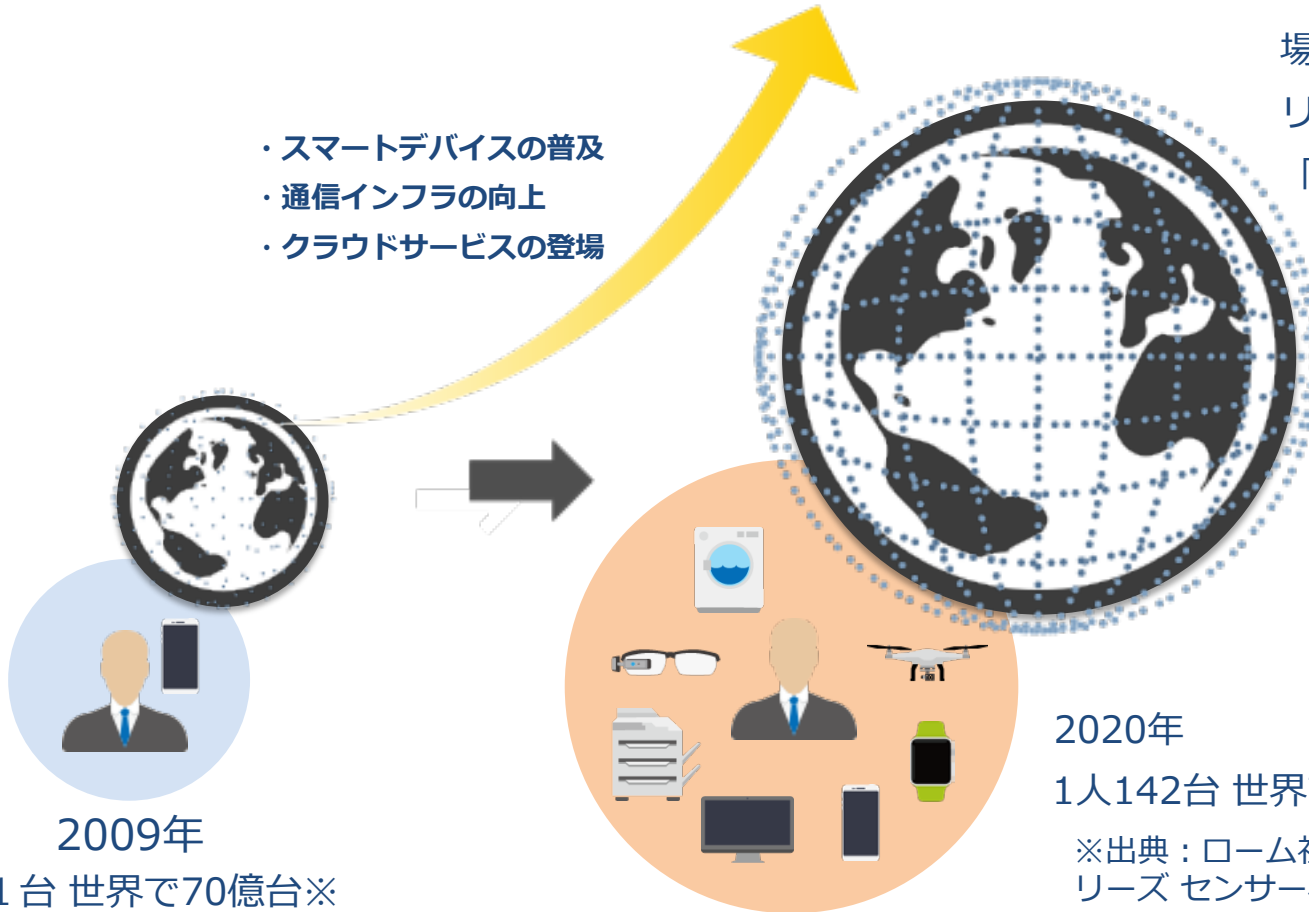 場
リ
「
・スマートデバイスの普及
・通信インフラの向上
・クラウドサービスの登場
2009年
1台 世界で70億台※
2020年
1人142台 世界
※出典：ローム社
リーズ センサー